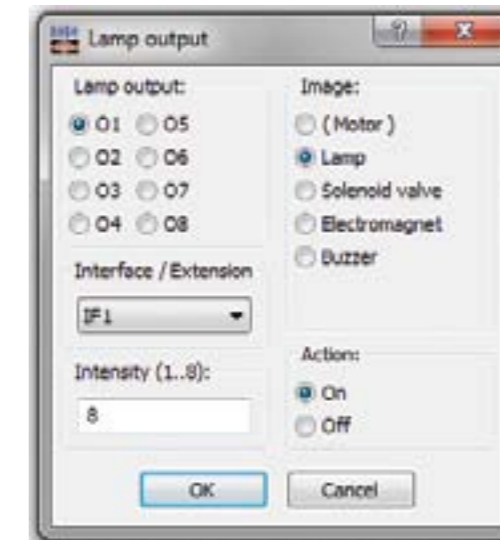 Lamp output
Lamp output:
O1 O5
O2 O6
O3 O7
O4 O8
Interface / Extension
IF1
Intensity (1..8):
8
Image:
( Motor )
Lamp
Solenoid valve
Electromagnet
Buzzer
Action:
On
Off
OK Cancel